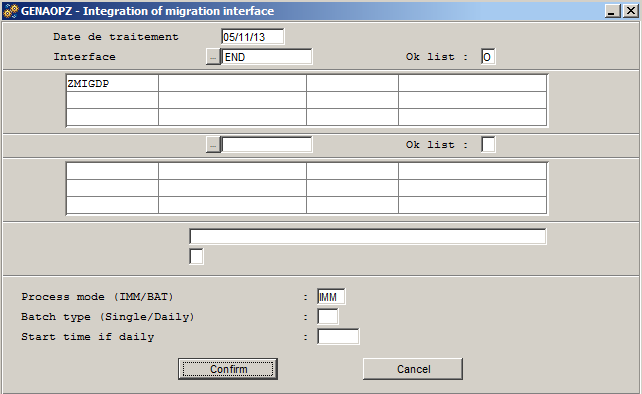 GENAOPZ - Integration of migration interface
Date de traitement 05/11/13
Interface ... END Ok list : O
ZMIGDP
... Ok list :
Process mode (IMM/BAT) : IMM
Batch type (Single/Daily) :
Start time if daily :
Confirm Cancel